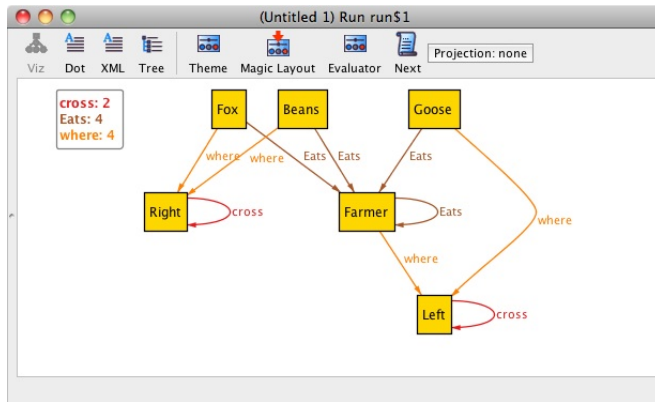 (Untitled 1) Run run$1
Viz Dot XML Tree Theme Magic Layout Evaluator Next Projection: none
cross: 2
Eats: 4
where: 4
Fox Beans Goose
where where Eats Eats Eats
Right cross Farmer Eats
where
where
Left cross